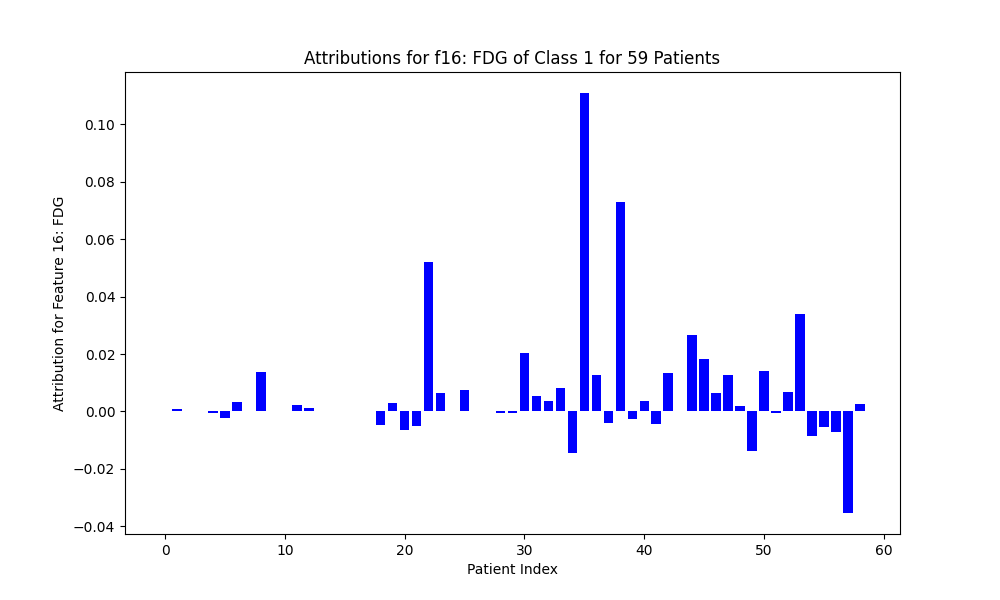 Attributions for f16: FDG of Class 1 for 59 Patients
Attribution for Feature 16: FDG
0.10
0.08
0.06
0.04
0.02
0.00
−0.02
−0.04
0 10 20 30 40 50 60
Patient Index